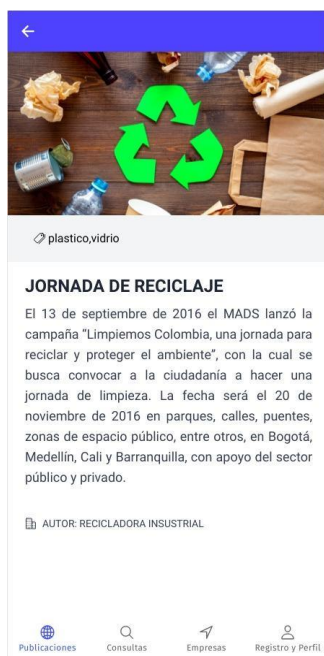 plastico,vidrio
JORNADA DE RECICLAJE
El 13 de septiembre de 2016 el MADS lanzó la
campaña “Limpiemos Colombia, una jornada para
reciclar y proteger el ambiente”, con la cual se
busca convocar a la ciudadanía a hacer una
jornada de limpieza. La fecha será el 20 de
noviembre de 2016 en parques, calles, puentes,
zonas de espacio público, entre otros, en Bogotá,
Medellín, Cali y Barranquilla, con apoyo del sector
público y privado.
AUTOR: RECICLADORA INSUSTRIAL
Publicaciones Consultas Empresas Registro y Perfil